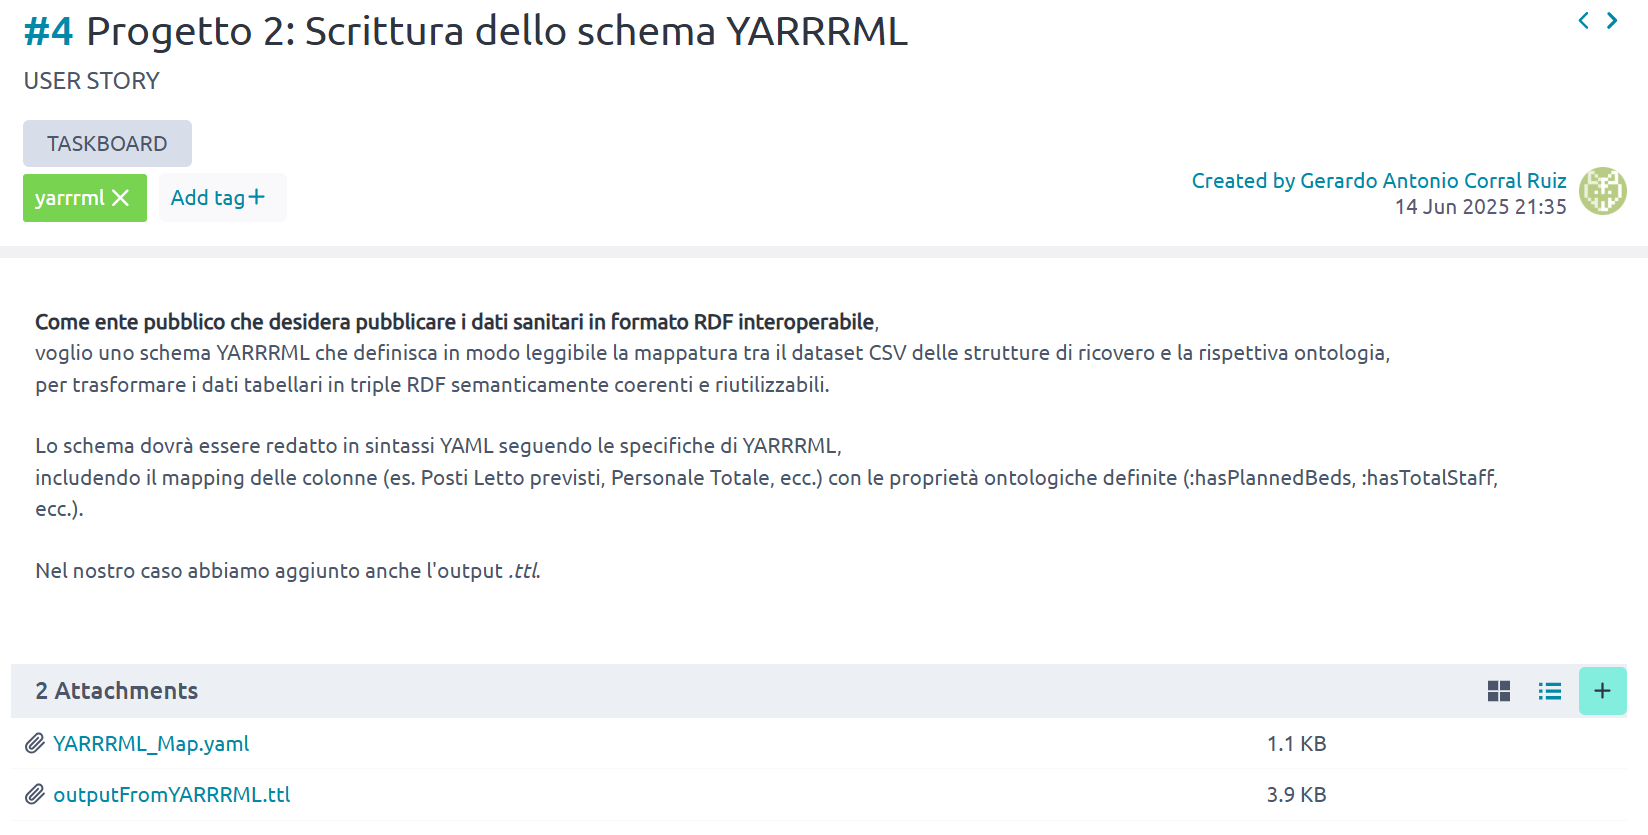 #4 Progetto 2: Scrittura dello schema YARRRML
USER STORY
TASKBOARD
yarrrml
Add tag
Created by Gerardo Antonio Corral Ruiz
14 Jun 2025 21:35
Come ente pubblico che desidera pubblicare i dati sanitari in formato RDF interoperabile,
voglio uno schema YARRRML che definisca in modo leggibile la mappatura tra il dataset CSV delle strutture di ricovero e la rispettiva ontologia,
per trasformare i dati tabellari in triple RDF semanticamente coerenti e riutilizzabili.
Lo schema dovrà essere redatto in sintassi YAML seguendo le specifiche di YARRRML,
includendo il mapping delle colonne (es. Posti Letto previsti, Personale Totale, ecc.) con le proprietà ontologiche definite (:hasPlannedBeds, :hasTotalStaff,
ecc.).
Nel nostro caso abbiamo aggiunto anche l'output .ttl.
2 Attachments
YARRRML_Map.yaml 1.1 KB
outputFromYARRRML.ttl 3.9 KB